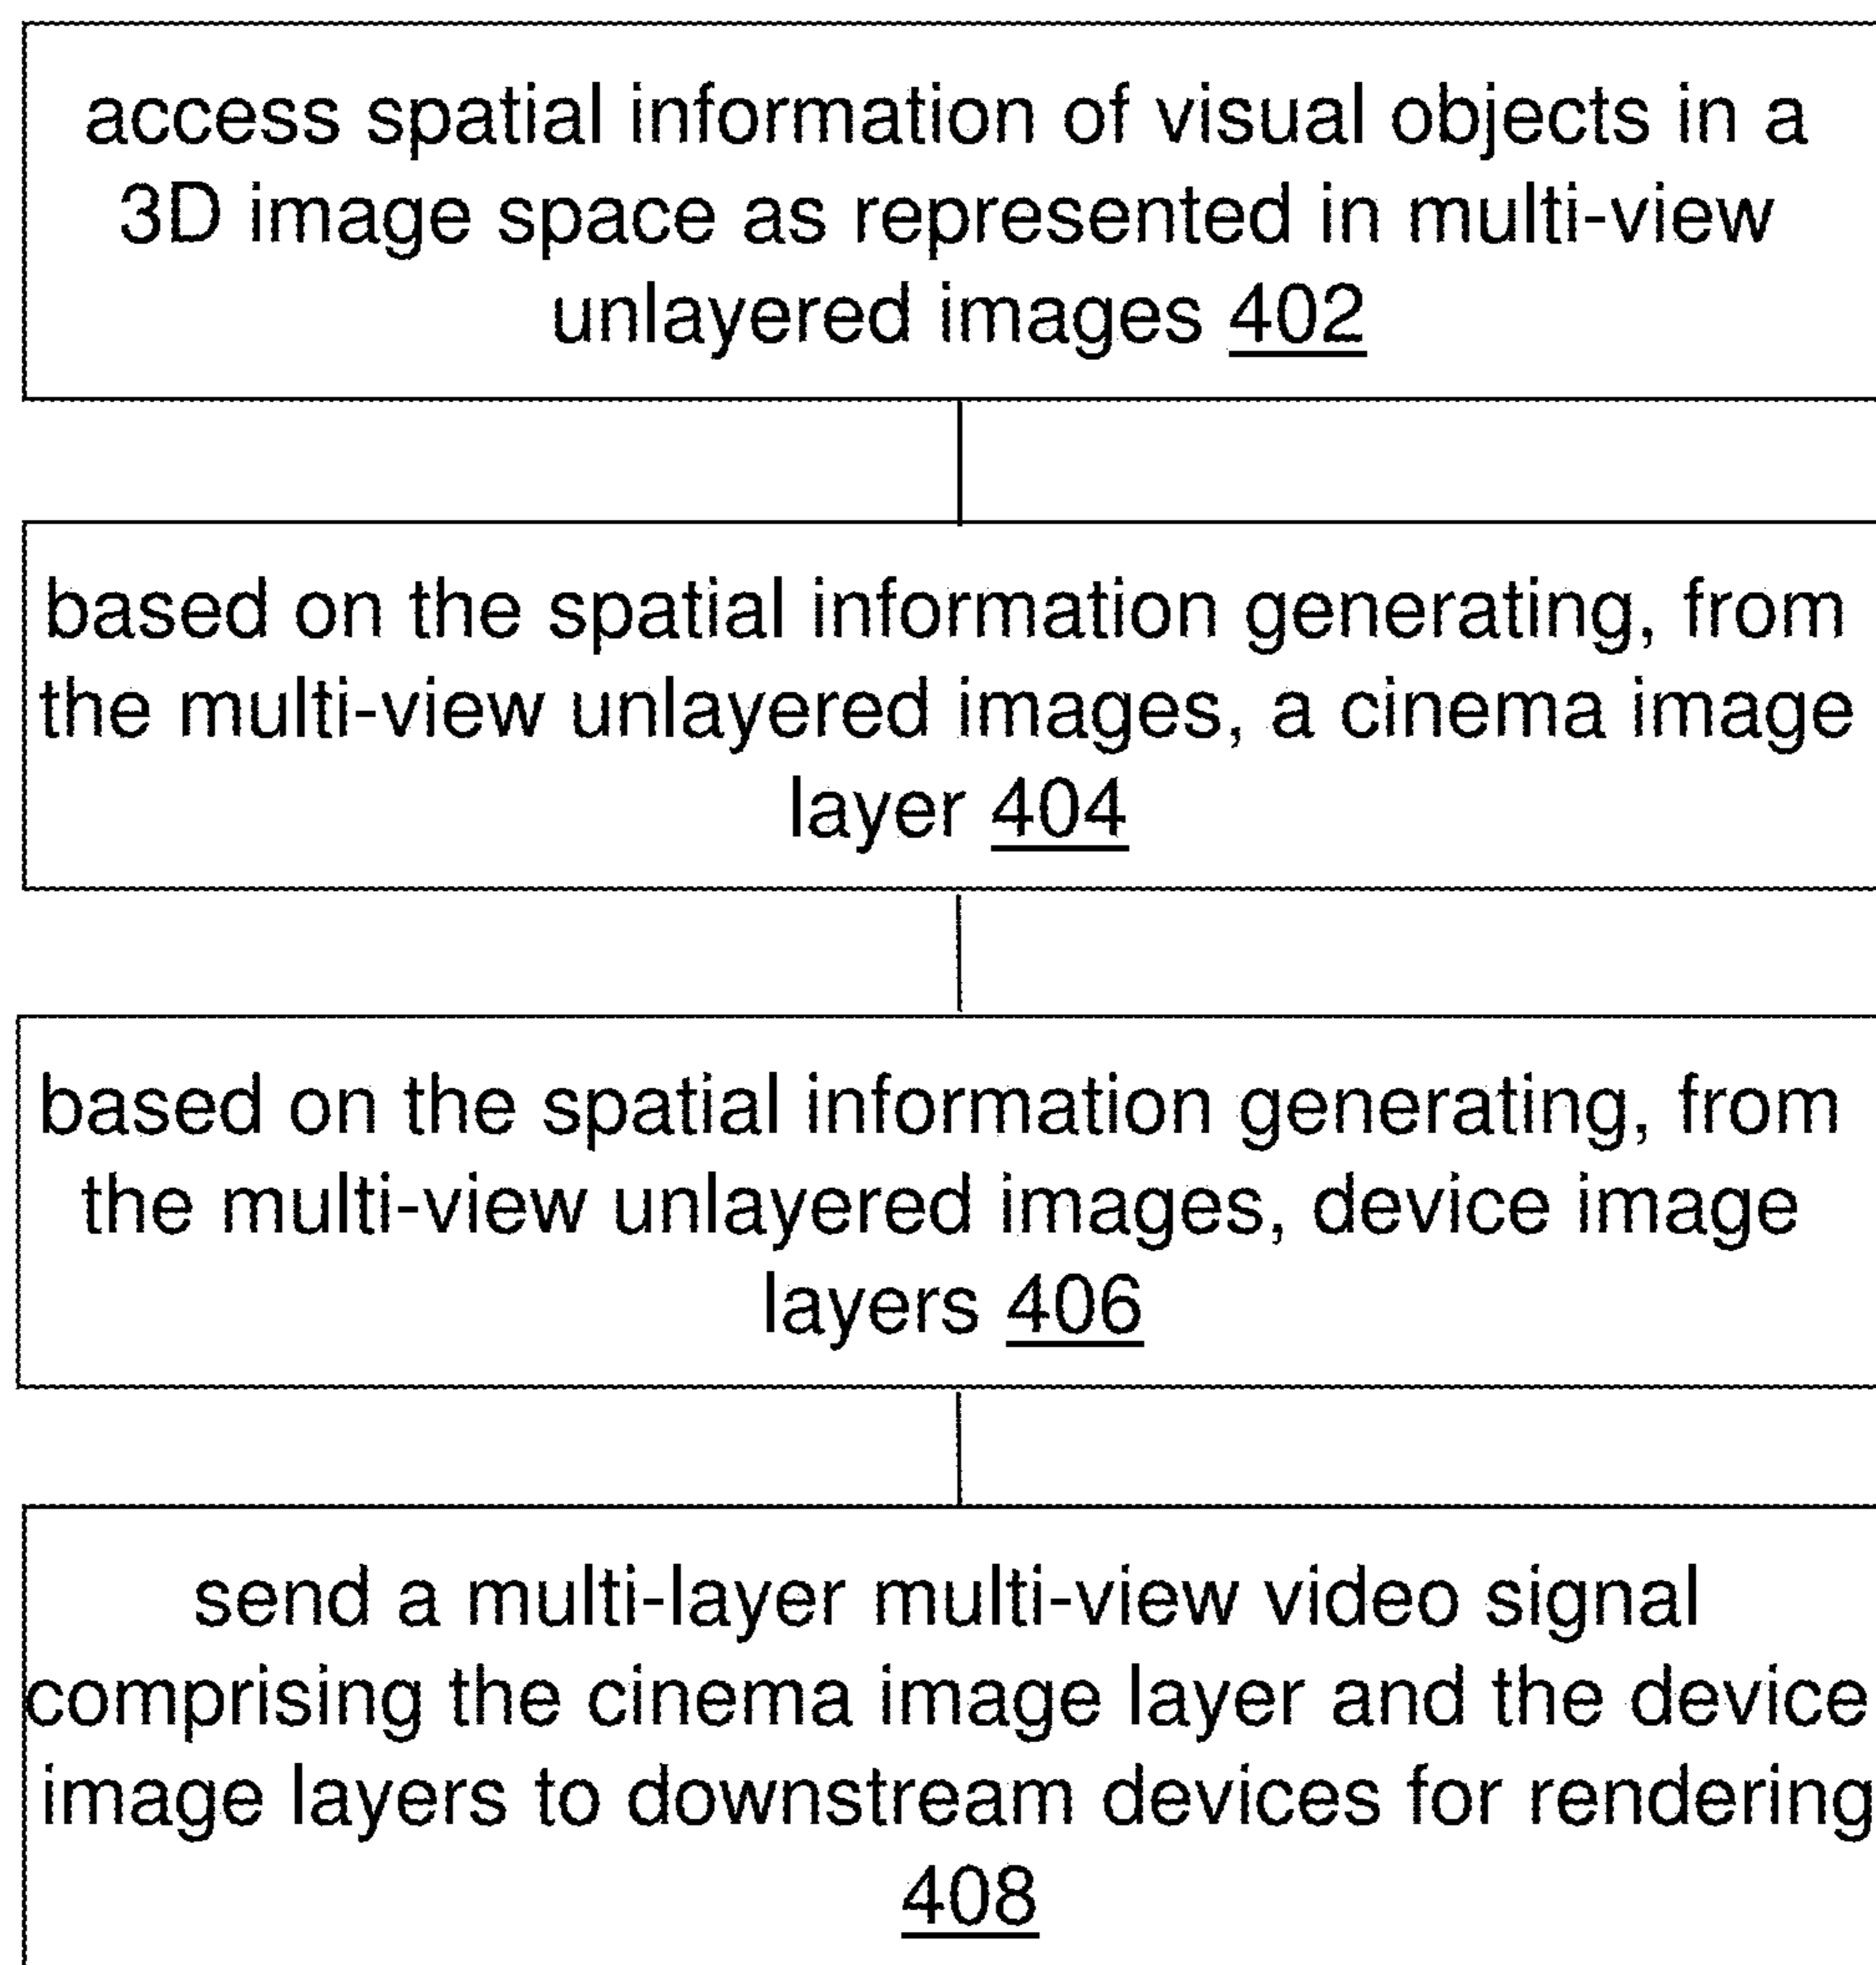 access spatial information of visual objects in a
3D image space as represented in multi-view
unlayered images 402
based on the spatial information generating, from
the multi-view unlayered images, a cinema image
layer 404
based on the spatial information generating, from
the multi-view unlayered images, device image
layers 406
send a multi-layer multi-view video signal
comprising the cinema image layer and the device
image layers to downstream devices for rendering
408